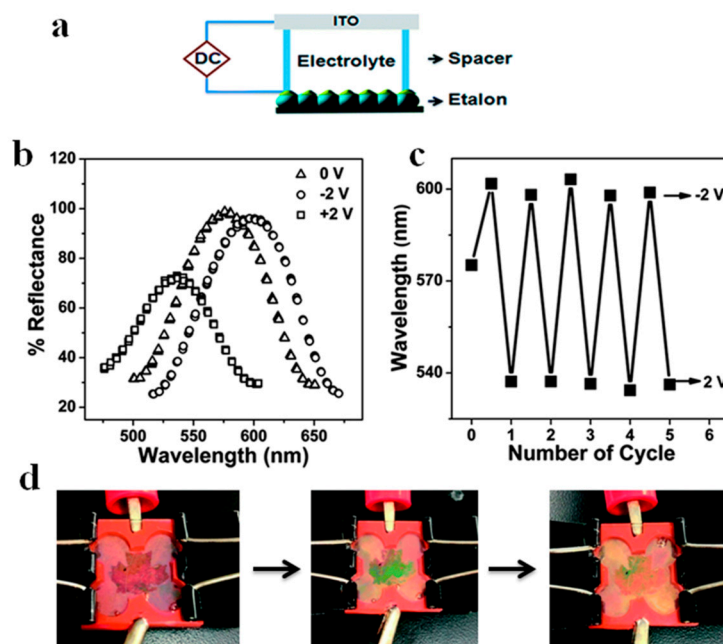 a
ITO
DC
Electrolyte
Spacer
Etalon
b
120
100
80
60
40
20
% Reflectance
0 V
-2 V
+2 V
500 550 600 650
Wavelength (nm)
c
600
570
540
Wavelength (nm)
-2 V
2 V
0 1 2 3 4 5 6
Number of Cycle
d